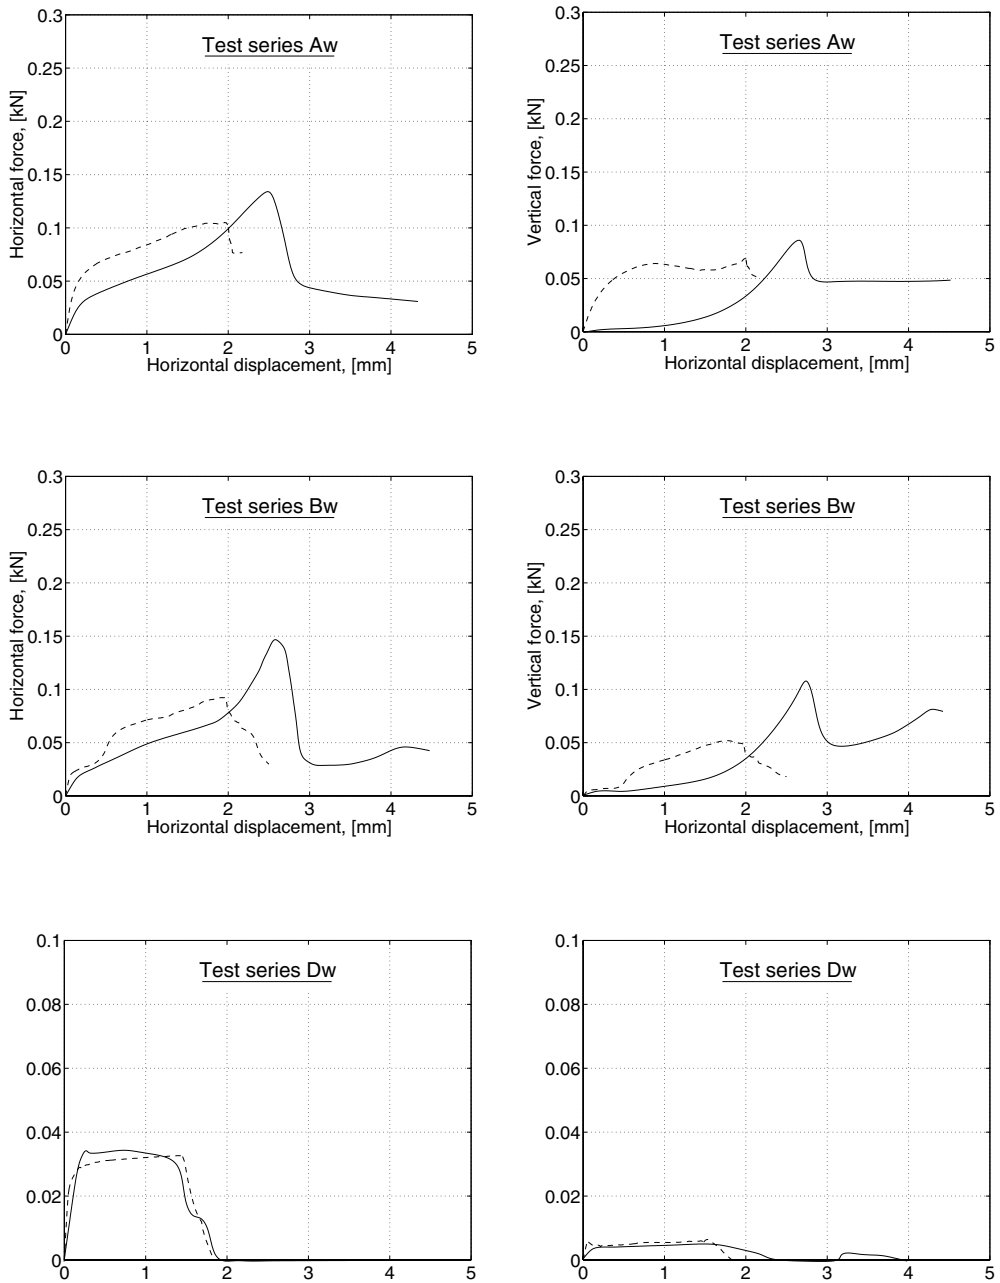 0.3
0.25
0.2
0.15
0.1
0.05
0
Horizontal force, [kN]
Test series Aw
0 1 2 3 4 5
Horizontal displacement, [mm]
0.3
0.25
0.2
0.15
0.1
0.05
0
Vertical force, [kN]
Test series Aw
0 1 2 3 4 5
Horizontal displacement, [mm]
0.3
0.25
0.2
0.15
0.1
0.05
0
Horizontal force, [kN]
Test series Bw
0 1 2 3 4 5
Horizontal displacement, [mm]
0.3
0.25
0.2
0.15
0.1
0.05
0
Vertical force, [kN]
Test series Bw
0 1 2 3 4 5
Horizontal displacement, [mm]
0.1
0.08
0.06
0.04
0.02
0
Test series Dw
0 1 2 3 4 5
0.1
0.08
0.06
0.04
0.02
0
Test series Dw
0 1 2 3 4 5